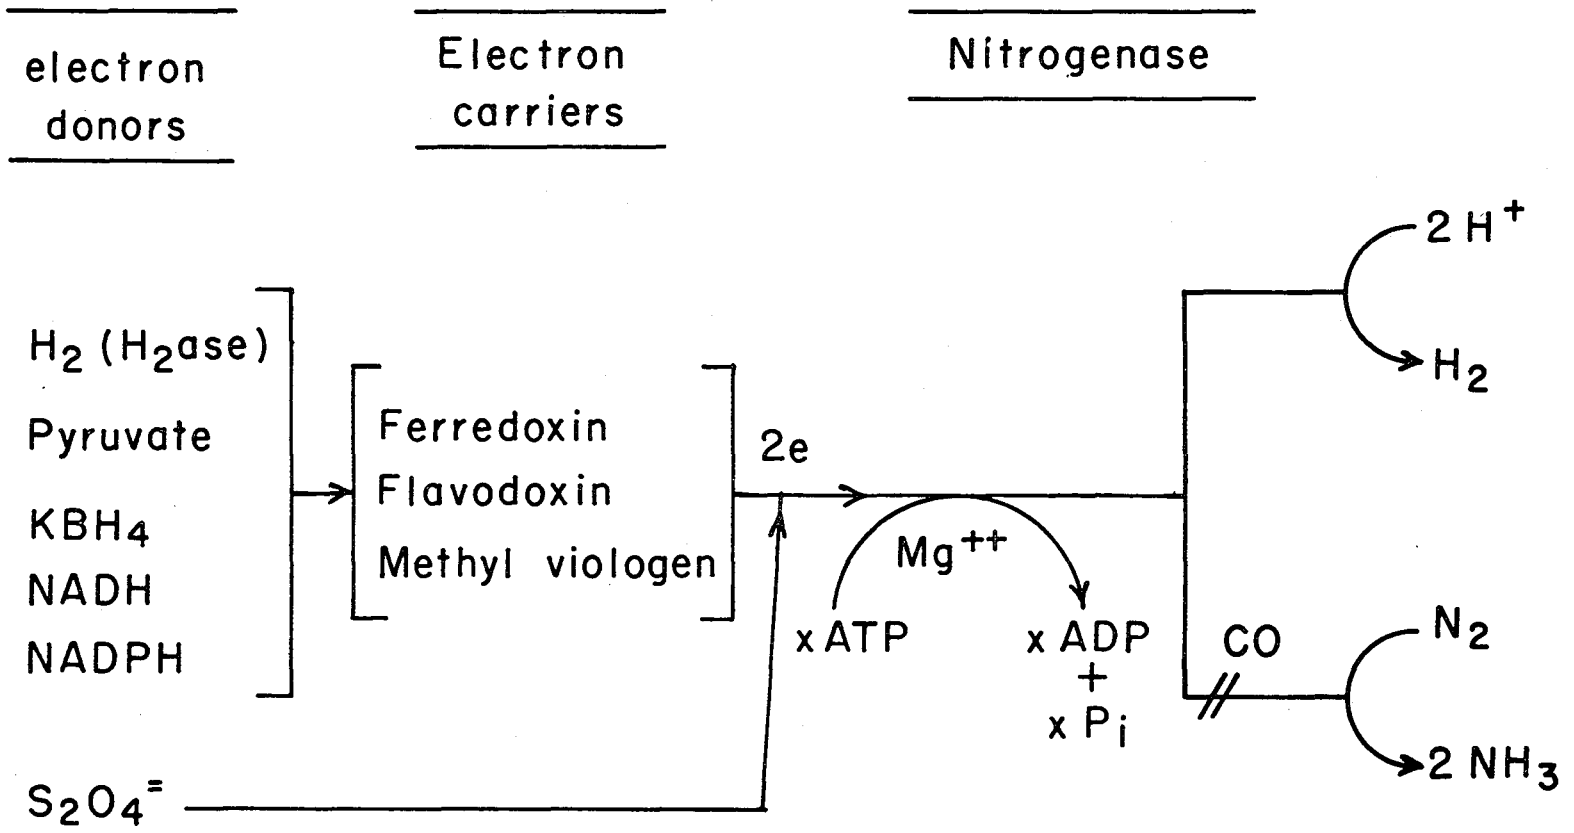 electron
donors
Electron
carriers
Nitrogenase
H₂ (H₂ase)
Pyruvate
KBH₄
NADH
NADPH
S₂O₄⁼
Ferredoxin
Flavodoxin
Methyl viologen
2e
Mg⁺⁺
x ATP
x ADP
+
x Pᵢ
CO
2 H⁺
H₂
N₂
2 NH₃